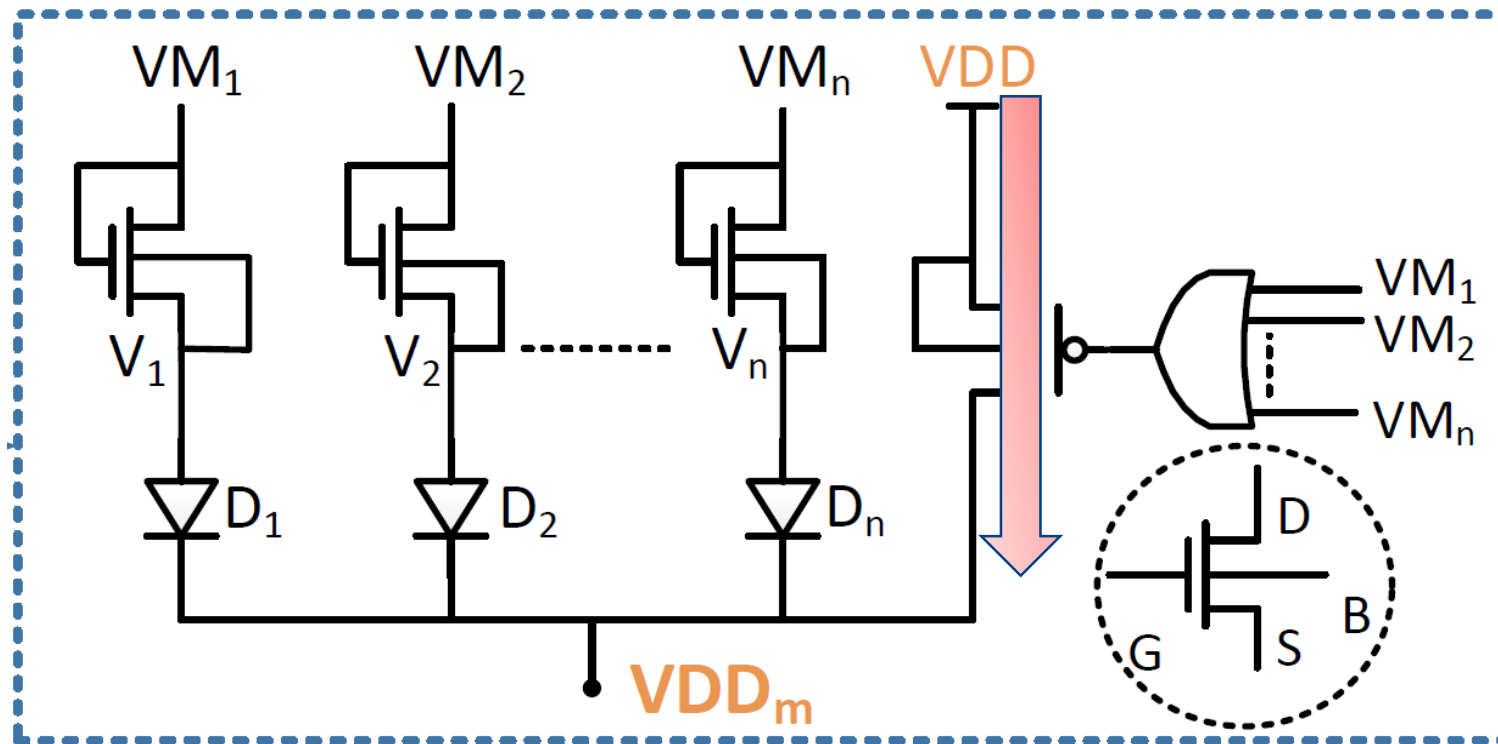 VM₁ VM₂ VMₙ VDD
VM₁
VM₂
V₁ V₂ Vₙ
VMₙ
D₁ D₂ Dₙ
D
B
G S
VDDₘ